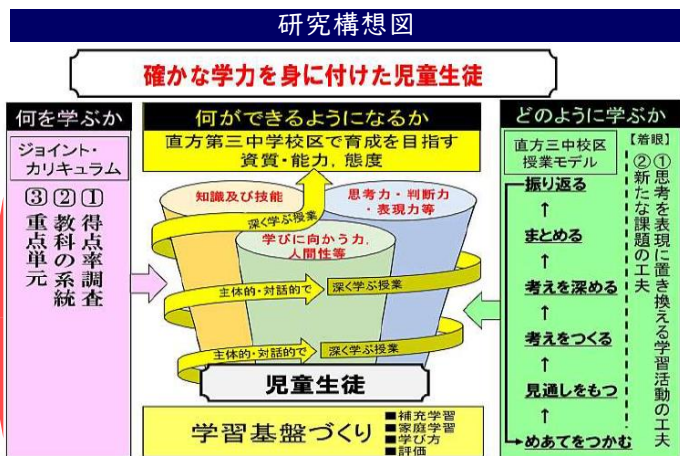 研究構想図
確かな学力を身に付けた児童生徒
何を学ぶか
ジョイント・
カリキュラム
①得点率調査
②教科の系統
③重点単元
何ができるようになるか
直方第三中学校区で育成を目指す
資質・能力、態度
知識及び技能
思考力・判断力
・表現力等
深く学ぶ授業
学びに向かう力、
人間性等
主体的・対話的で
深く学ぶ授業
主体的・対話的で
深く学ぶ授業
児童生徒
学習基盤づくり
■補充学習
■家庭学習
■学び方
■評価
どのように学ぶか
直方三中校区
授業モデル
振り返る
↑
まとめる
↑
考えを深める
↑
考えをつくる
↑
見通しをもつ
↑
めあてをつかむ
【着眼】
①思考を表現に置き換える学習活動の工夫
②新たな課題の工夫